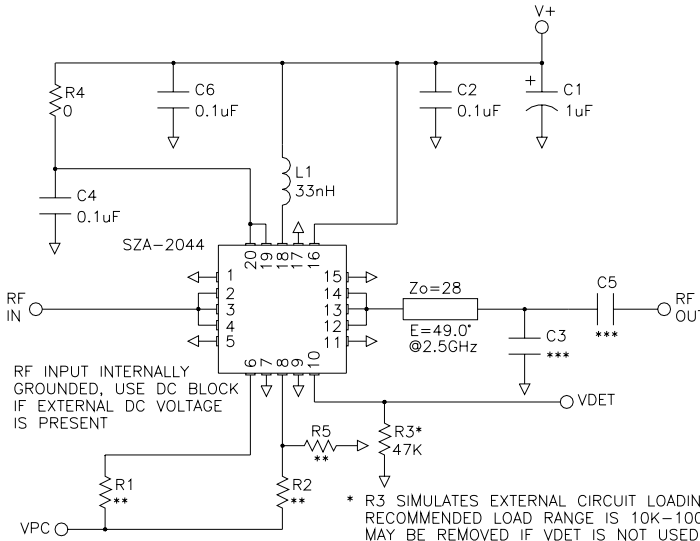 V+
R4
0
C6
0.1uF
C2
0.1uF
+
C1
1uF
L1
33nH
C4
0.1uF
SZA-2044
20
19
18
17
16
1
2
3
4
5
15
14
13
12
11
6
7
8
9
10
RF
IN
Zo=28
E=49.0°
@2.5GHz
C5
***
RF
OUT
C3
***
RF INPUT INTERNALLY
GROUNDED, USE DC BLOCK
IF EXTERNAL DC VOLTAGE
IS PRESENT
VDET
R5
**
R3*
47K
R1
**
R2
**
VPC
* R3 SIMULATES EXTERNAL CIRCUIT LOADIN
RECOMMENDED LOAD RANGE IS 10K-100
MAY BE REMOVED IF VDET IS NOT USED